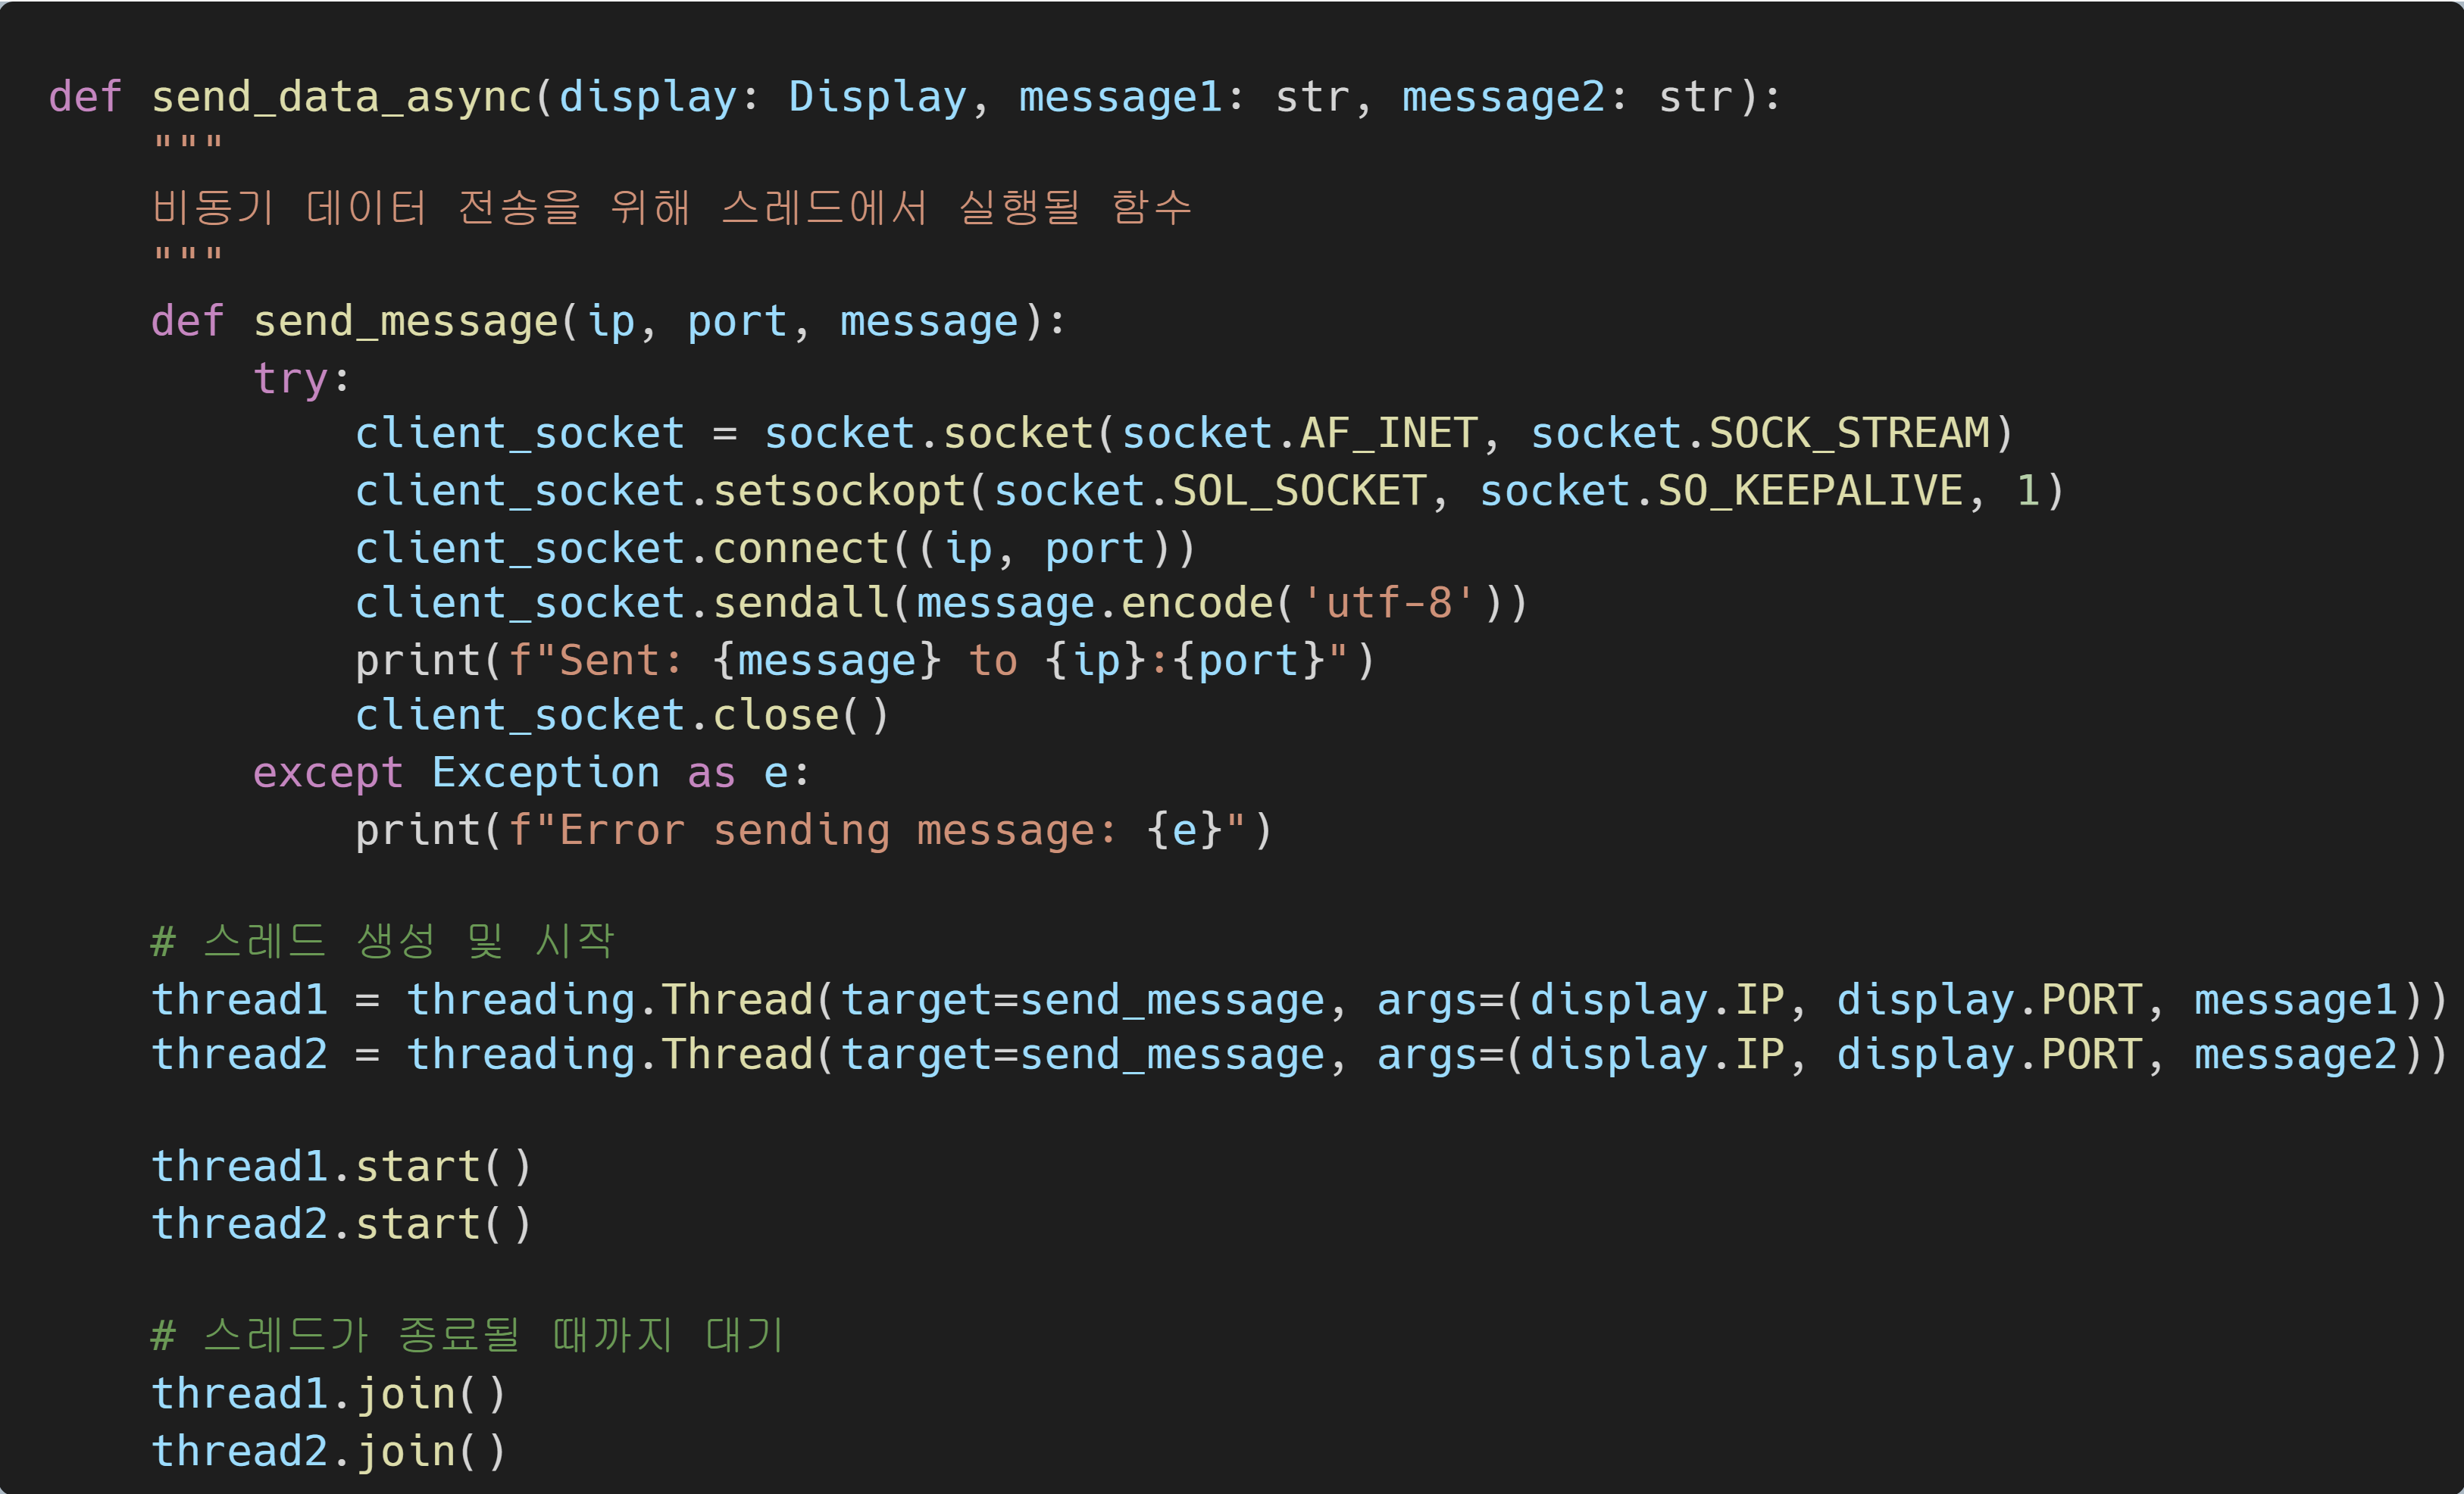 def send_data_async(display: Display, message1: str, message2: str):
    """
    비동기 데이터 전송을 위해 스레드에서 실행될 함수
    """
    def send_message(ip, port, message):
        try:
            client_socket = socket.socket(socket.AF_INET, socket.SOCK_STREAM)
            client_socket.setsockopt(socket.SOL_SOCKET, socket.SO_KEEPALIVE, 1)
            client_socket.connect((ip, port))
            client_socket.sendall(message.encode('utf-8'))
            print(f"Sent: {message} to {ip}:{port}")
            client_socket.close()
        except Exception as e:
            print(f"Error sending message: {e}")

    # 스레드 생성 및 시작
    thread1 = threading.Thread(target=send_message, args=(display.IP, display.PORT, message1))
    thread2 = threading.Thread(target=send_message, args=(display.IP, display.PORT, message2))

    thread1.start()
    thread2.start()

    # 스레드가 종료될 때까지 대기
    thread1.join()
    thread2.join()